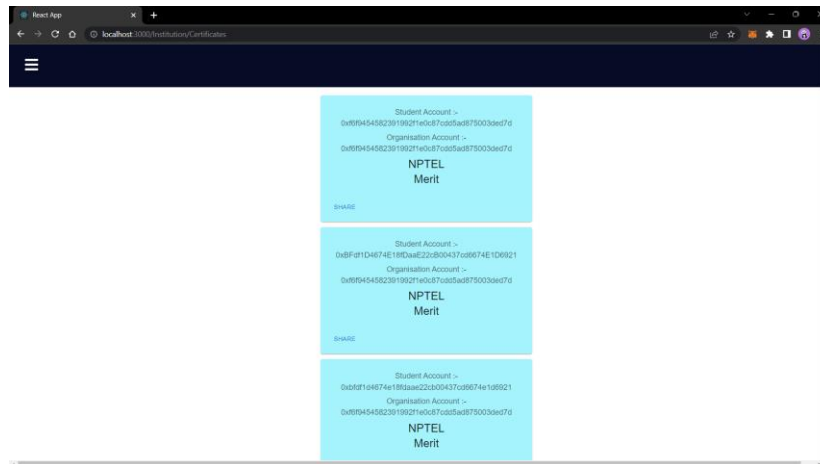 React App
localhost:3000/Institution/Certificates
Student Account :-
0xf6f9454582391992f1e0c87cdd5ad875003ded7d
Organisation Account :-
0xf6f9454582391992f1e0c87cdd5ad875003ded7d
NPTEL
Merit
SHARE
Student Account :-
0xBFdf1D4674E18fDaaE22cB00437cd6674E1D6921
Organisation Account :-
0xf6f9454582391992f1e0c87cdd5ad875003ded7d
NPTEL
Merit
SHARE
Student Account :-
0xbfdf1d4674e18fdaae22cb00437cd6674e1d6921
Organisation Account :-
0xf6f9454582391992f1e0c87cdd5ad875003ded7d
NPTEL
Merit